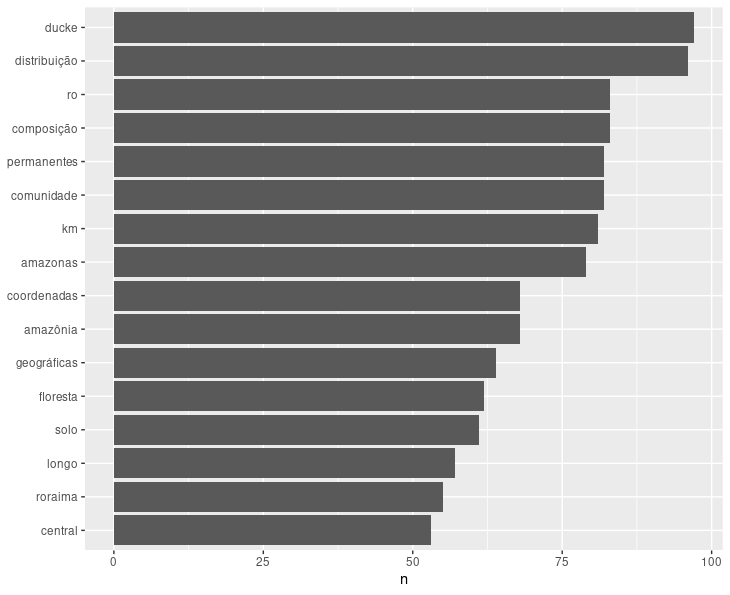 ducke
distribuição
ro
composição
permanentes
comunidade
km
amazonas
coordenadas
amazônia
geográficas
floresta
solo
longo
roraima
central
0 25 50 75 100
n